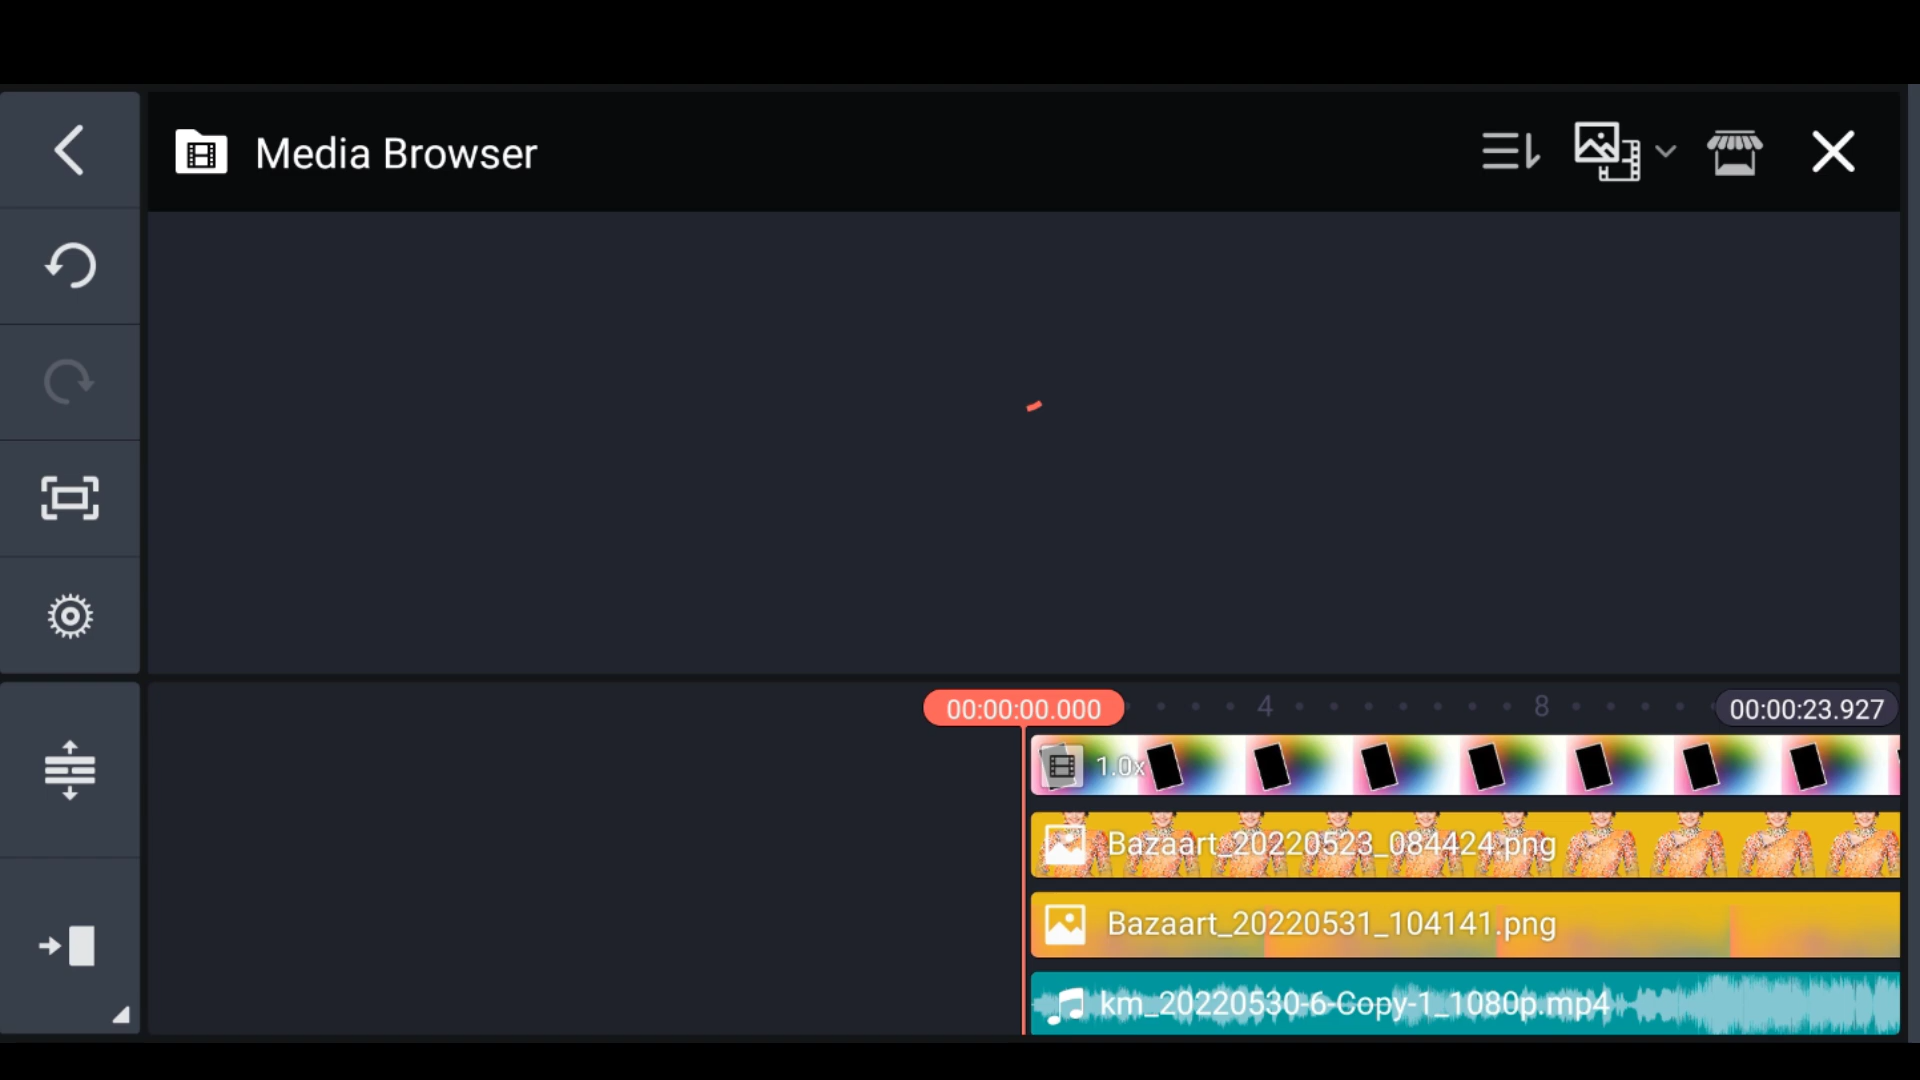 Media Browser
00:00:00.000
4
8
00:00:23.927
1.0x
Bazaart_20220523_084424.png
Bazaart_20220531_104141.png
km_20220530-6-Copy-1_1080p.mp4